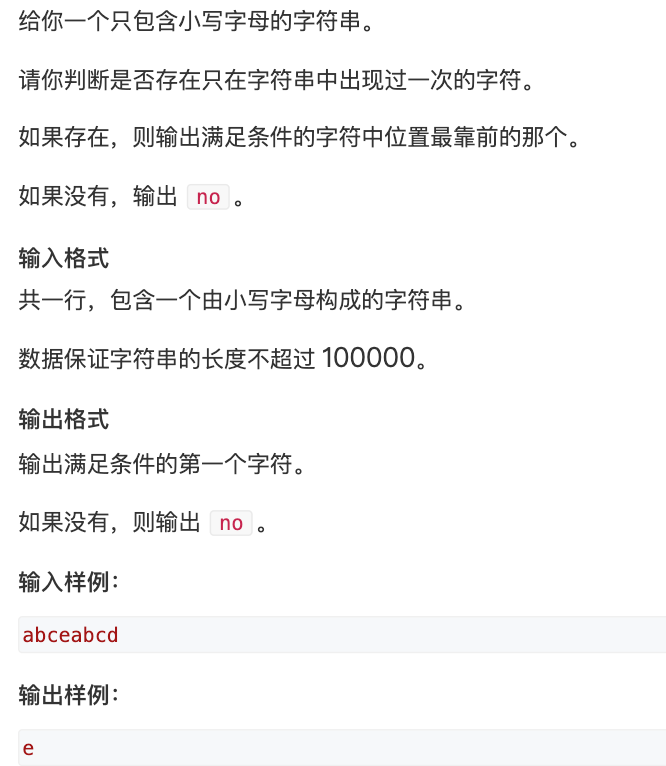 给你一个只包含小写字母的字符串。
请你判断是否存在只在字符串中出现过一次的字符。
如果存在，则输出满足条件的字符中位置最靠前的那个。
如果没有，输出 no 。
输入格式
共一行，包含一个由小写字母构成的字符串。
数据保证字符串的长度不超过 100000。
输出格式
输出满足条件的第一个字符。
如果没有，则输出 no 。
输入样例：
abceabcd
输出样例：
e